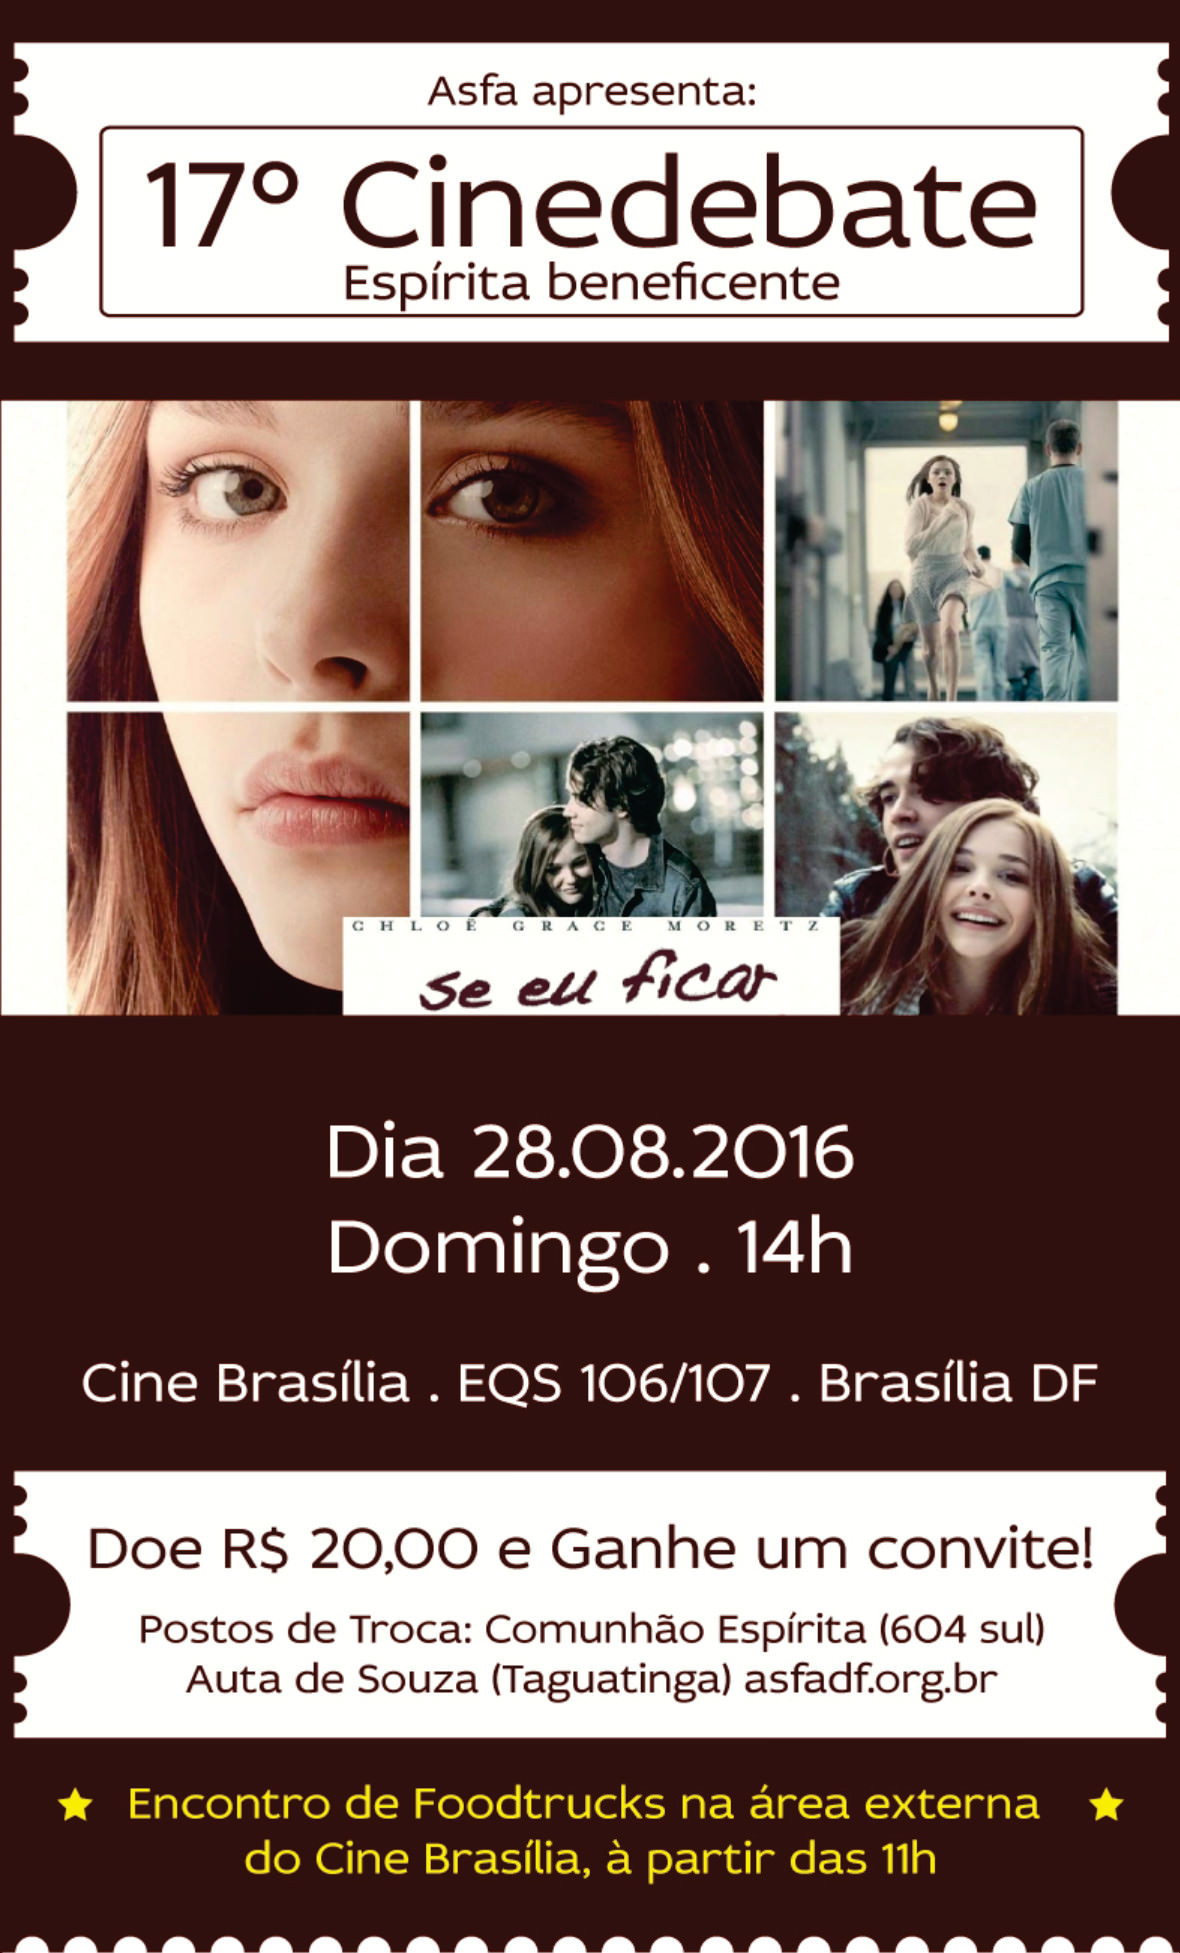 Asfa apresenta:
17° Cinedebate
Espírita beneficente
CHLOË GRACE MORETZ
se eu ficar
Dia 28.08.2016
Domingo . 14h
Cine Brasília . EQS 106/107 . Brasília DF
Doe R$ 20,00 e Ganhe um convite!
Postos de Troca: Comunhão Espírita (604 sul)
Auta de Souza (Taguatinga) asfadf.org.br
Encontro de Foodtrucks na área externa
do Cine Brasília, à partir das 11h